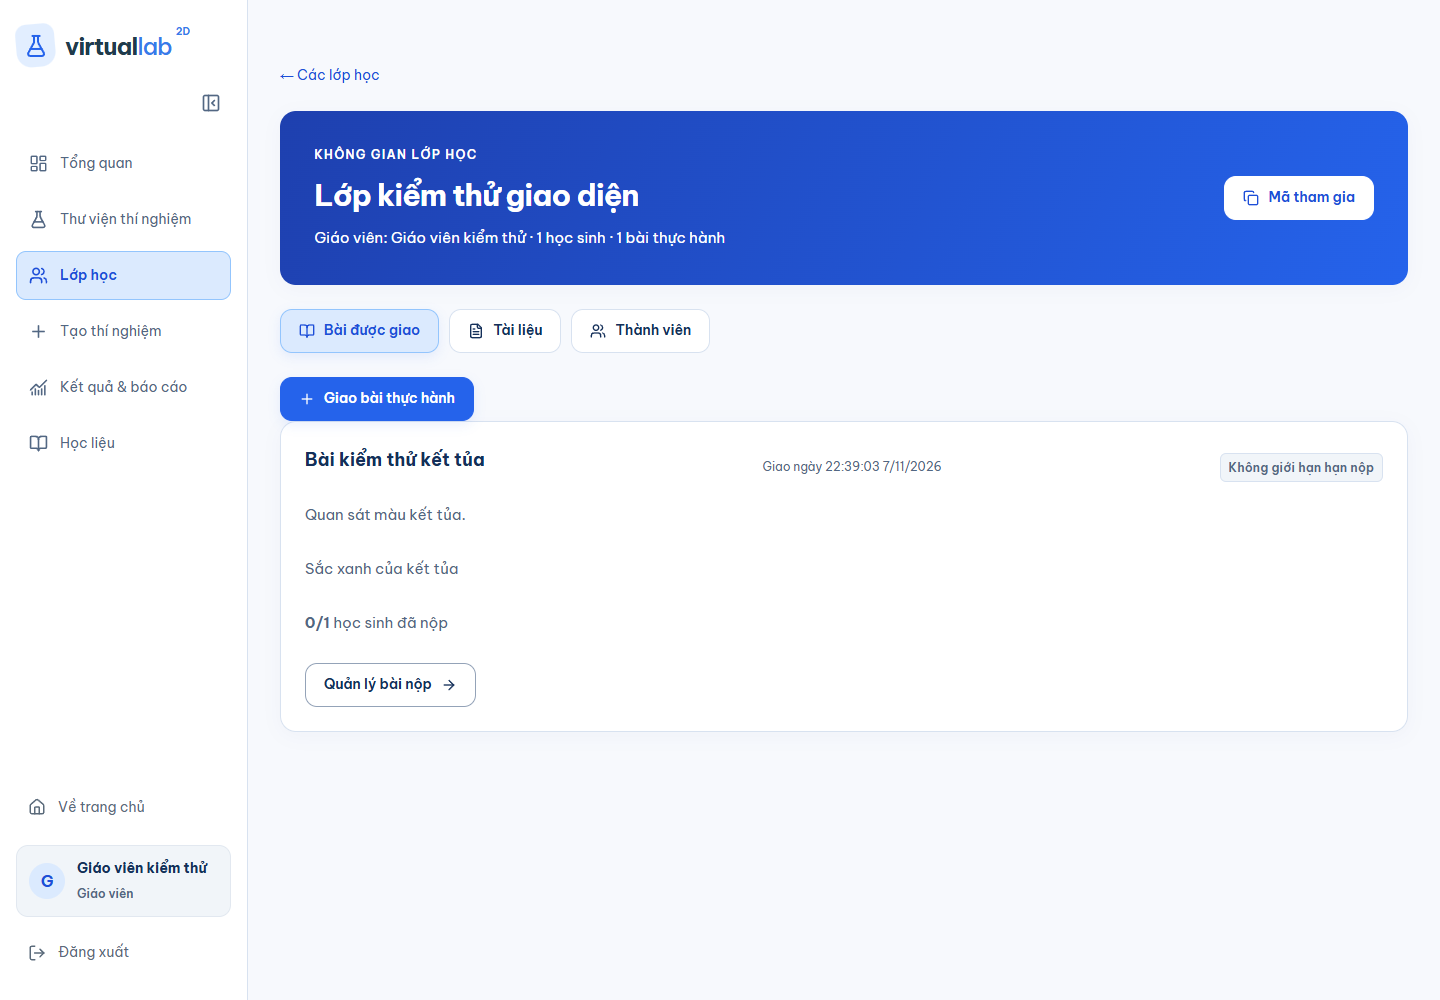 virtuallab 2D
Tổng quan
Thư viện thí nghiệm
Lớp học
Tạo thí nghiệm
Kết quả & báo cáo
Học liệu
Về trang chủ
G
Giáo viên kiểm thử
Giáo viên
Đăng xuất
← Các lớp học
KHÔNG GIAN LỚP HỌC
Lớp kiểm thử giao diện
Giáo viên: Giáo viên kiểm thử · 1 học sinh · 1 bài thực hành
Mã tham gia
Bài được giao
Tài liệu
Thành viên
Giao bài thực hành
Bài kiểm thử kết tủa
Giao ngày 22:39:03 7/11/2026
Không giới hạn hạn nộp
Quan sát màu kết tủa.
Sắc xanh của kết tủa
0/1 học sinh đã nộp
Quản lý bài nộp →